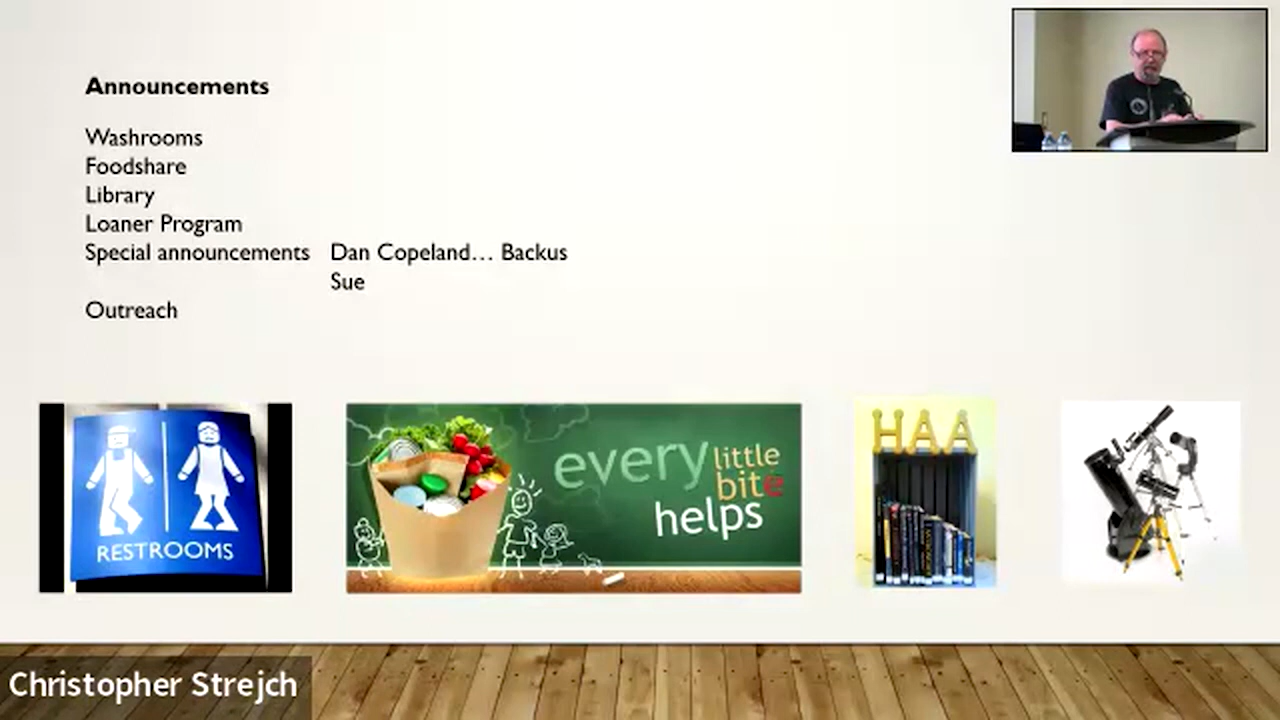 Announcements
Washrooms
Foodshare
Library
Loaner Program
Special announcements Dan Copeland... Backus
Sue
Outreach
RESTROOMS
every little bite helps
HAA
Christopher Strejch